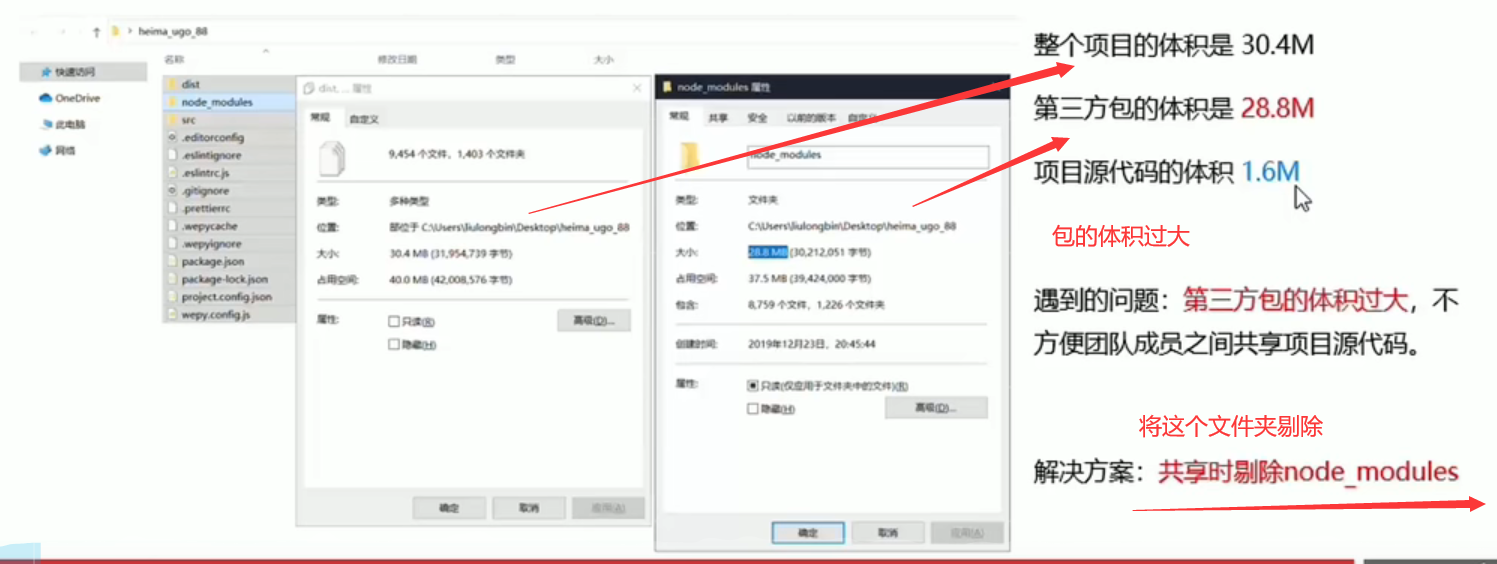 heima_ugo_88
名称 修改日期 类型 大小
快速访问
OneDrive
此电脑
网络
dist
node_modules
src
.editorconfig
.eslintignore
.eslintrc.js
.gitignore
.prettierrc
.wepycache
.wepyignore
package.json
package-lock.json
project.config.json
wepy.config.js
dist, ... 属性
常规 自定义
9,454 个文件，1,403 个文件夹
类型: 多种类型
位置: 部位于 C:\Users\liulongbin\Desktop\heima_ugo_88
大小: 30.4 MB (31,954,739 字节)
占用空间: 40.0 MB (42,008,576 字节)
属性: 只读(R) 高级(D)...
隐藏(H)
确定 取消 应用(A)
node_modules 属性
常规 共享 安全 以前的版本 自定义
node_modules
类型: 文件夹
位置: C:\Users\liulongbin\Desktop\heima_ugo_88
大小: 28.8 MB (30,212,051 字节)
占用空间: 37.5 MB (39,424,000 字节)
包含: 8,759 个文件，1,226 个文件夹
创建时间: 2019年12月23日，20:45:44
属性: 只读(仅应用于文件夹中的文件)(R)
隐藏(H) 高级(D)...
确定 取消 应用(A)
整个项目的体积是 30.4M
第三方包的体积是 28.8M
项目源代码的体积 1.6M
包的体积过大
遇到的问题：第三方包的体积过大，不
方便团队成员之间共享项目源代码。
将这个文件夹剔除
解决方案：共享时剔除node_modules